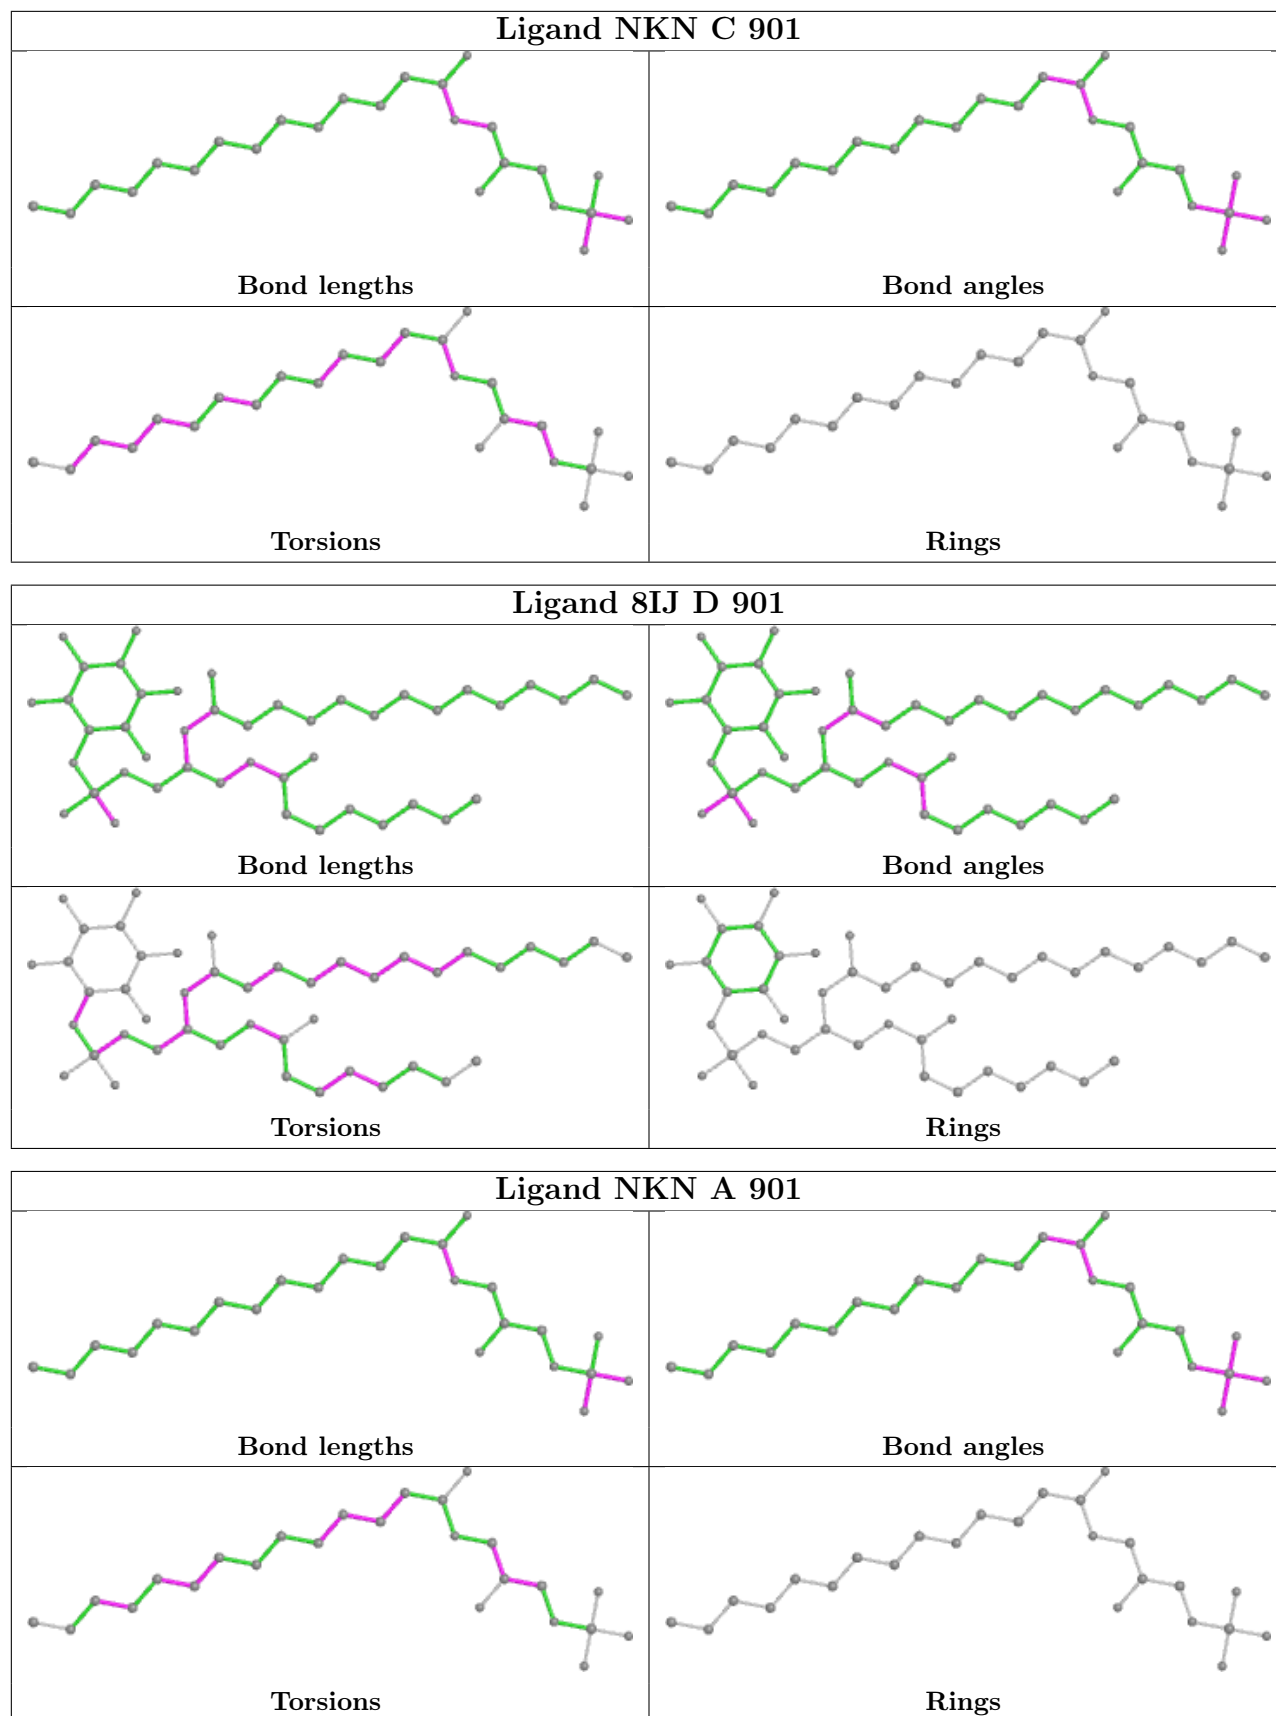 Ligand NKN C 901
Bond lengths
Bond angles
Torsions
Rings
Ligand 8IJ D 901
Bond lengths
Bond angles
Torsions
Rings
Ligand NKN A 901
Bond lengths
Bond angles
Torsions
Rings